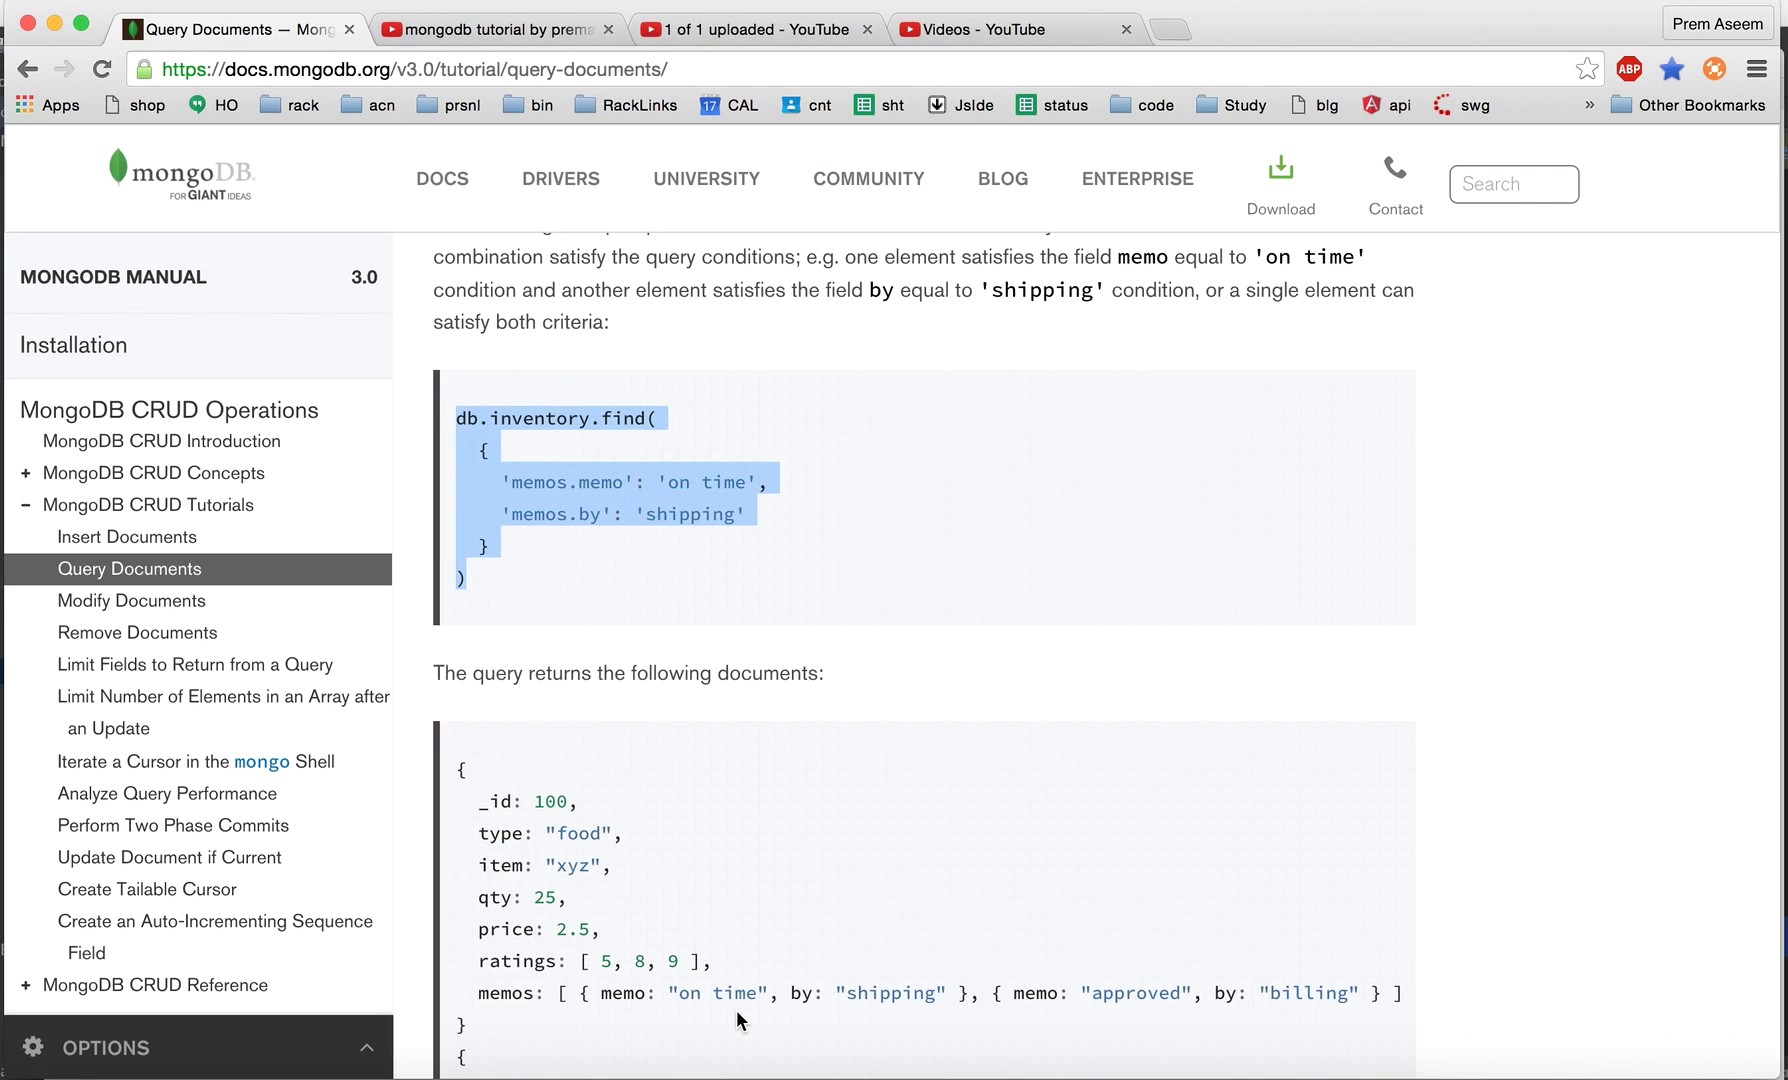 Prem Aseem
Query Documents — Mong
mongodb tutorial by prema
1 of 1 uploaded - YouTube
Videos - YouTube
https://docs.mongodb.org/v3.0/tutorial/query-documents/
ABP
Apps shop HO rack acn prsnl bin RackLinks 17 CAL cnt sht Jslde status code Study blg api swg » Other Bookmarks
mongoDB.
FOR GIANT IDEAS
DOCS DRIVERS UNIVERSITY COMMUNITY BLOG ENTERPRISE
Download Contact Search
MONGODB MANUAL 3.0
Installation
MongoDB CRUD Operations
MongoDB CRUD Introduction
+ MongoDB CRUD Concepts
– MongoDB CRUD Tutorials
Insert Documents
Query Documents
Modify Documents
Remove Documents
Limit Fields to Return from a Query
Limit Number of Elements in an Array after
an Update
Iterate a Cursor in the mongo Shell
Analyze Query Performance
Perform Two Phase Commits
Update Document if Current
Create Tailable Cursor
Create an Auto-Incrementing Sequence
Field
+ MongoDB CRUD Reference
OPTIONS
combination satisfy the query conditions; e.g. one element satisfies the field memo equal to 'on time'
condition and another element satisfies the field by equal to 'shipping' condition, or a single element can
satisfy both criteria:
db.inventory.find(
{
'memos.memo': 'on time',
'memos.by': 'shipping'
}
)
The query returns the following documents:
{
_id: 100,
type: "food",
item: "xyz",
qty: 25,
price: 2.5,
ratings: [ 5, 8, 9 ],
memos: [ { memo: "on time", by: "shipping" }, { memo: "approved", by: "billing" } ]
}
{